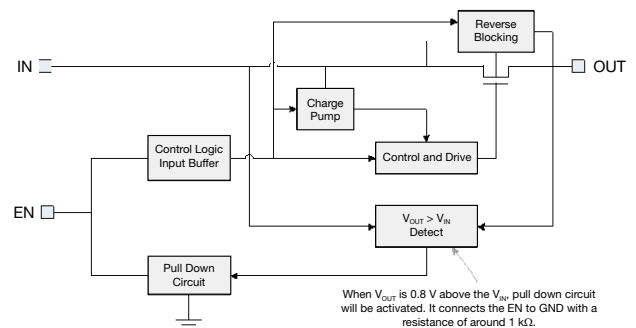 Reverse
Blocking
IN
OUT
Charge
Pump
Control Logic
Input Buffer
Control and Drive
EN
VOUT > VIN
Detect
Pull Down
Circuit
When VOUT is 0.8 V above the VIN, pull down circuit
will be activated. It connects the EN to GND with a
resistance of around 1 kΩ.